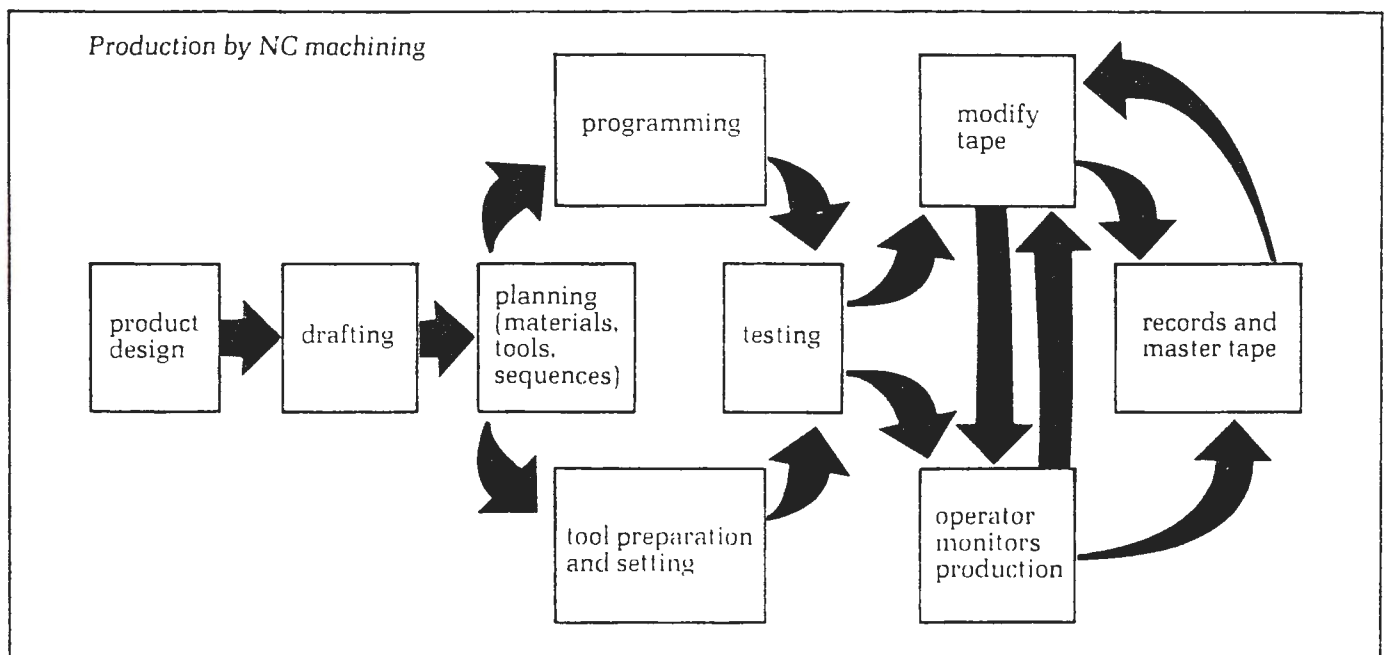 Production by NC machining
programming
modify
tape
product
design
drafting
planning
(materials,
tools,
sequences)
testing
records and
master tape
tool preparation
and setting
operator
monitors
production